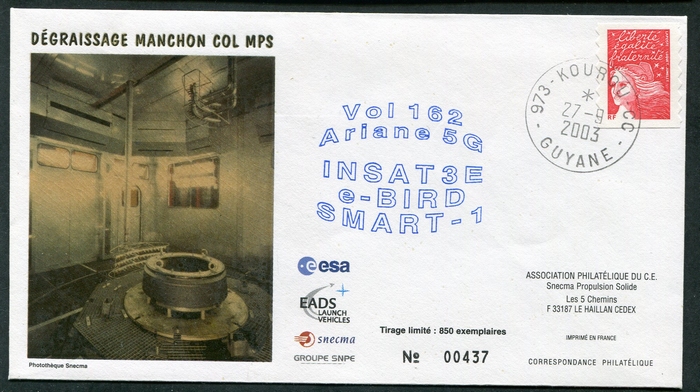 DÉGRAISSAGE MANCHON COL MPS
liberté
égalité
fraternité
RF
973 - KOUROU CC
27-9
2003
- GUYANE -
Vol 162
Ariane 5G
INSAT3E
e-BIRD
SMART-1
esa
EADS
LAUNCH
VEHICLES
snecma
GROUPE SNPE
Tirage limité : 850 exemplaires
№ 00437
ASSOCIATION PHILATÉLIQUE DU C.E.
Snecma Propulsion Solide
Les 5 Chemins
F 33187 LE HAILLAN CEDEX
IMPRIMÉ EN FRANCE
CORRESPONDANCE PHILATÉLIQUE
Photothèque Snecma